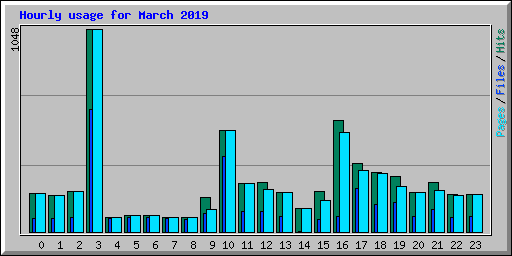 Hourly usage for March 2019
1048
Pages/Files/Hits
0 1 2 3 4 5 6 7 8 9 10 11 12 13 14 15 16 17 18 19 20 21 22 23